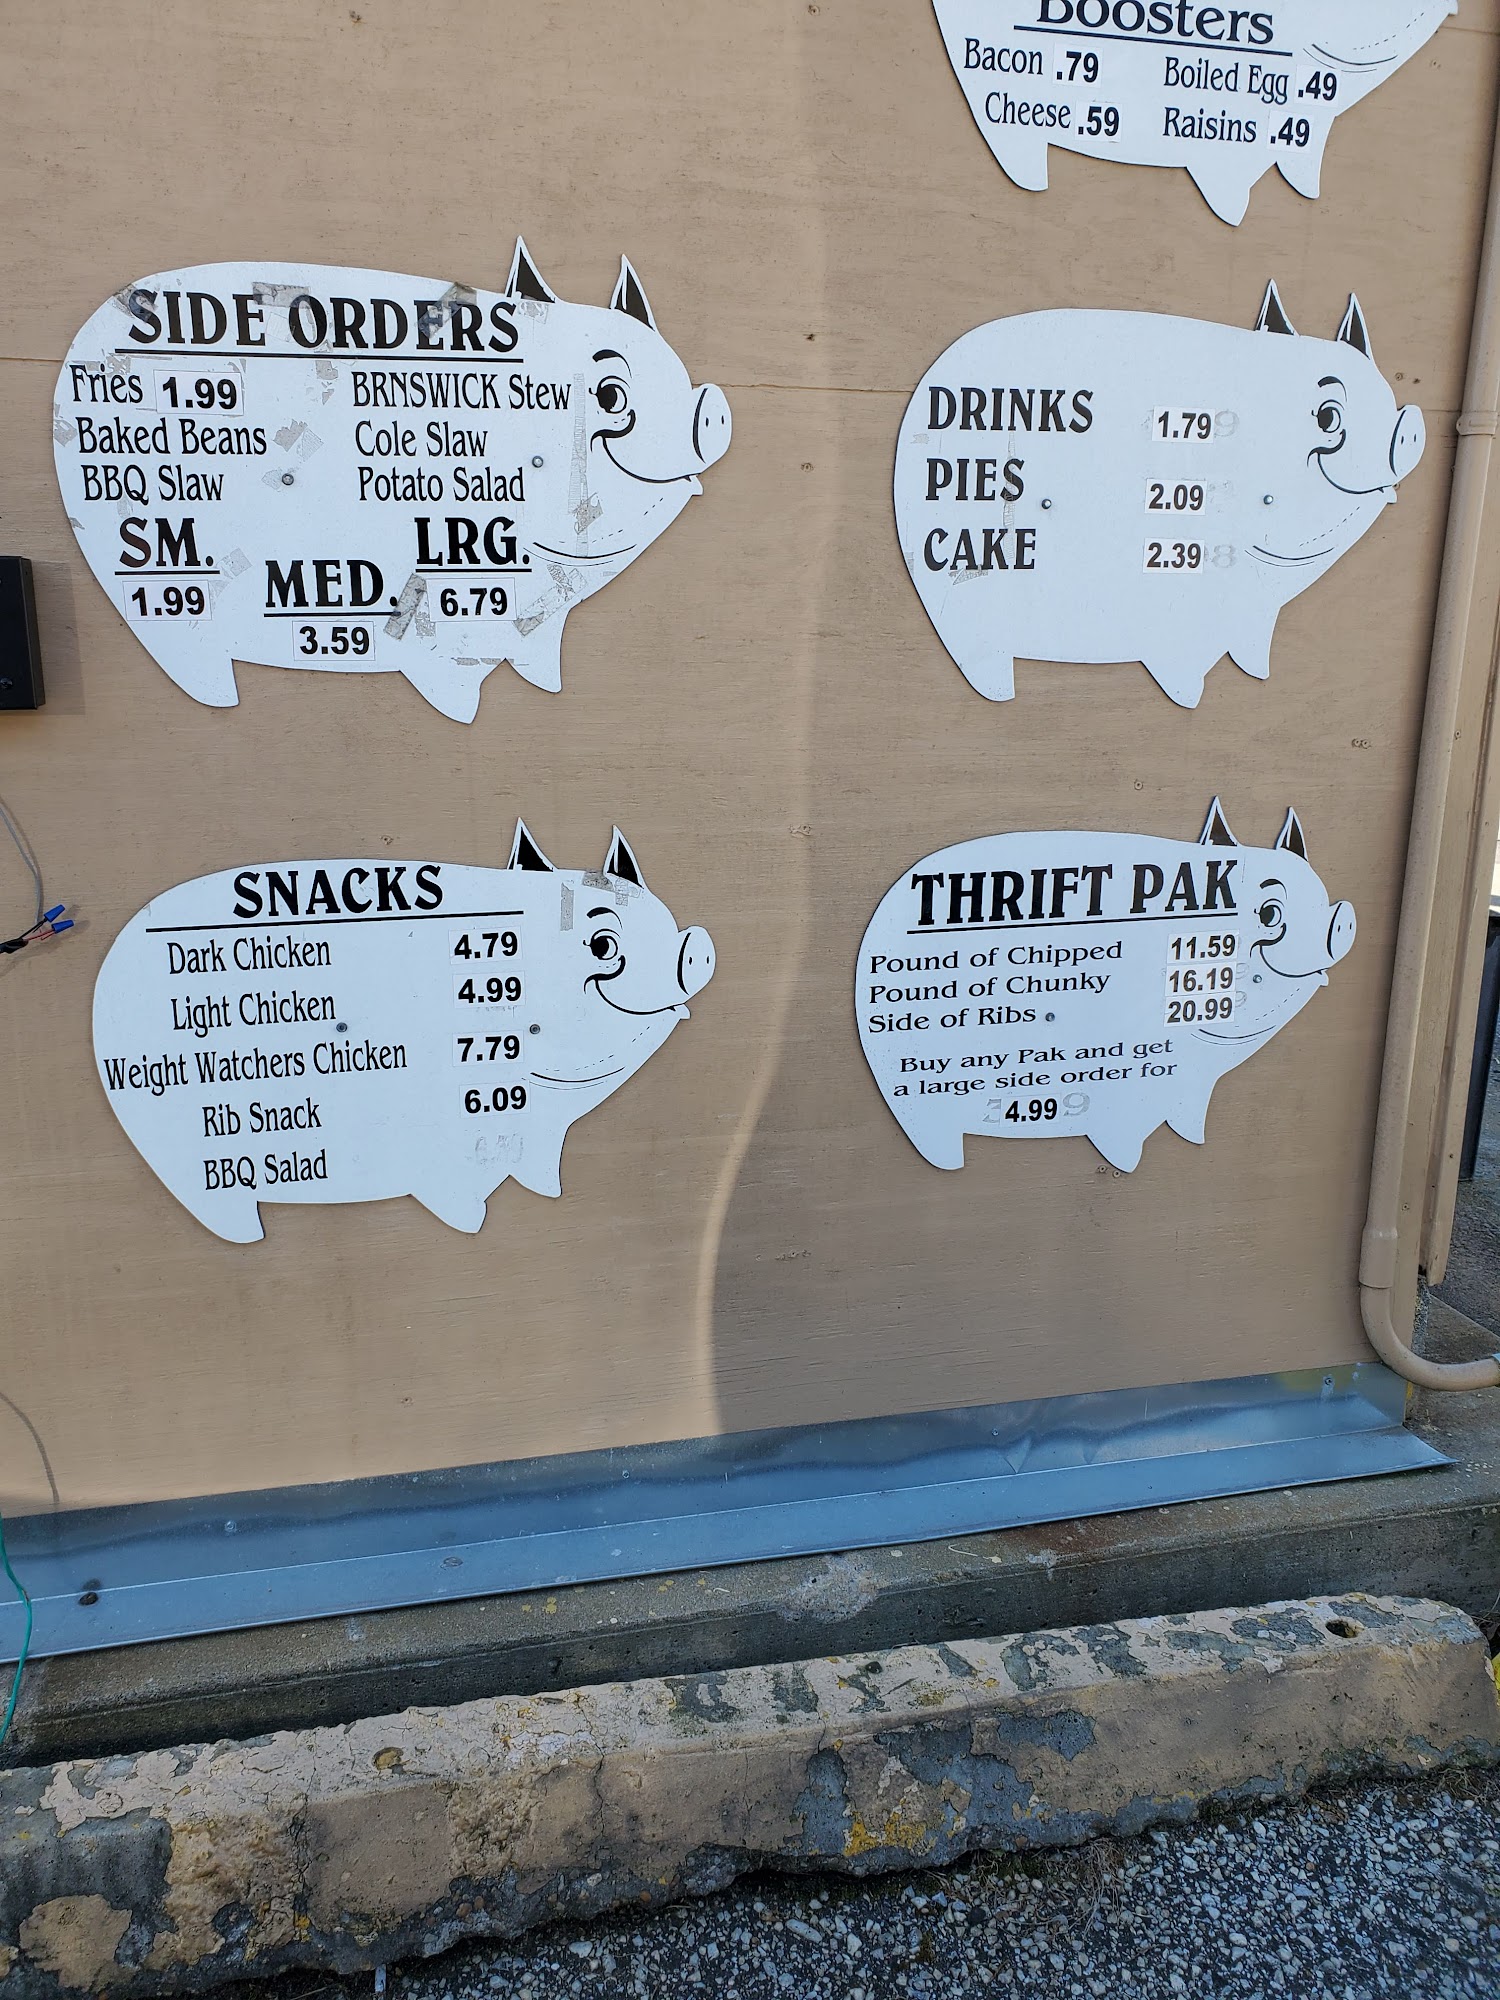 Boosters
Bacon .79 Boiled Egg .49
Cheese .59 Raisins .49
SIDE ORDERS
Fries 1.99 BRNSWICK Stew
Baked Beans Cole Slaw
BBQ Slaw Potato Salad
SM. MED. LRG.
1.99 3.59 6.79
DRINKS 1.79
PIES 2.09
CAKE 2.39
SNACKS
Dark Chicken 4.79
Light Chicken 4.99
Weight Watchers Chicken 7.79
Rib Snack 6.09
BBQ Salad
THRIFT PAK
Pound of Chipped 11.59
Pound of Chunky 16.19
Side of Ribs 20.99
Buy any Pak and get
a large side order for
4.99